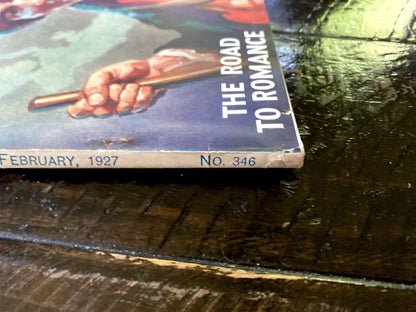 THE ROAD
TO ROMANCE
FEBRUARY, 1927
No. 346